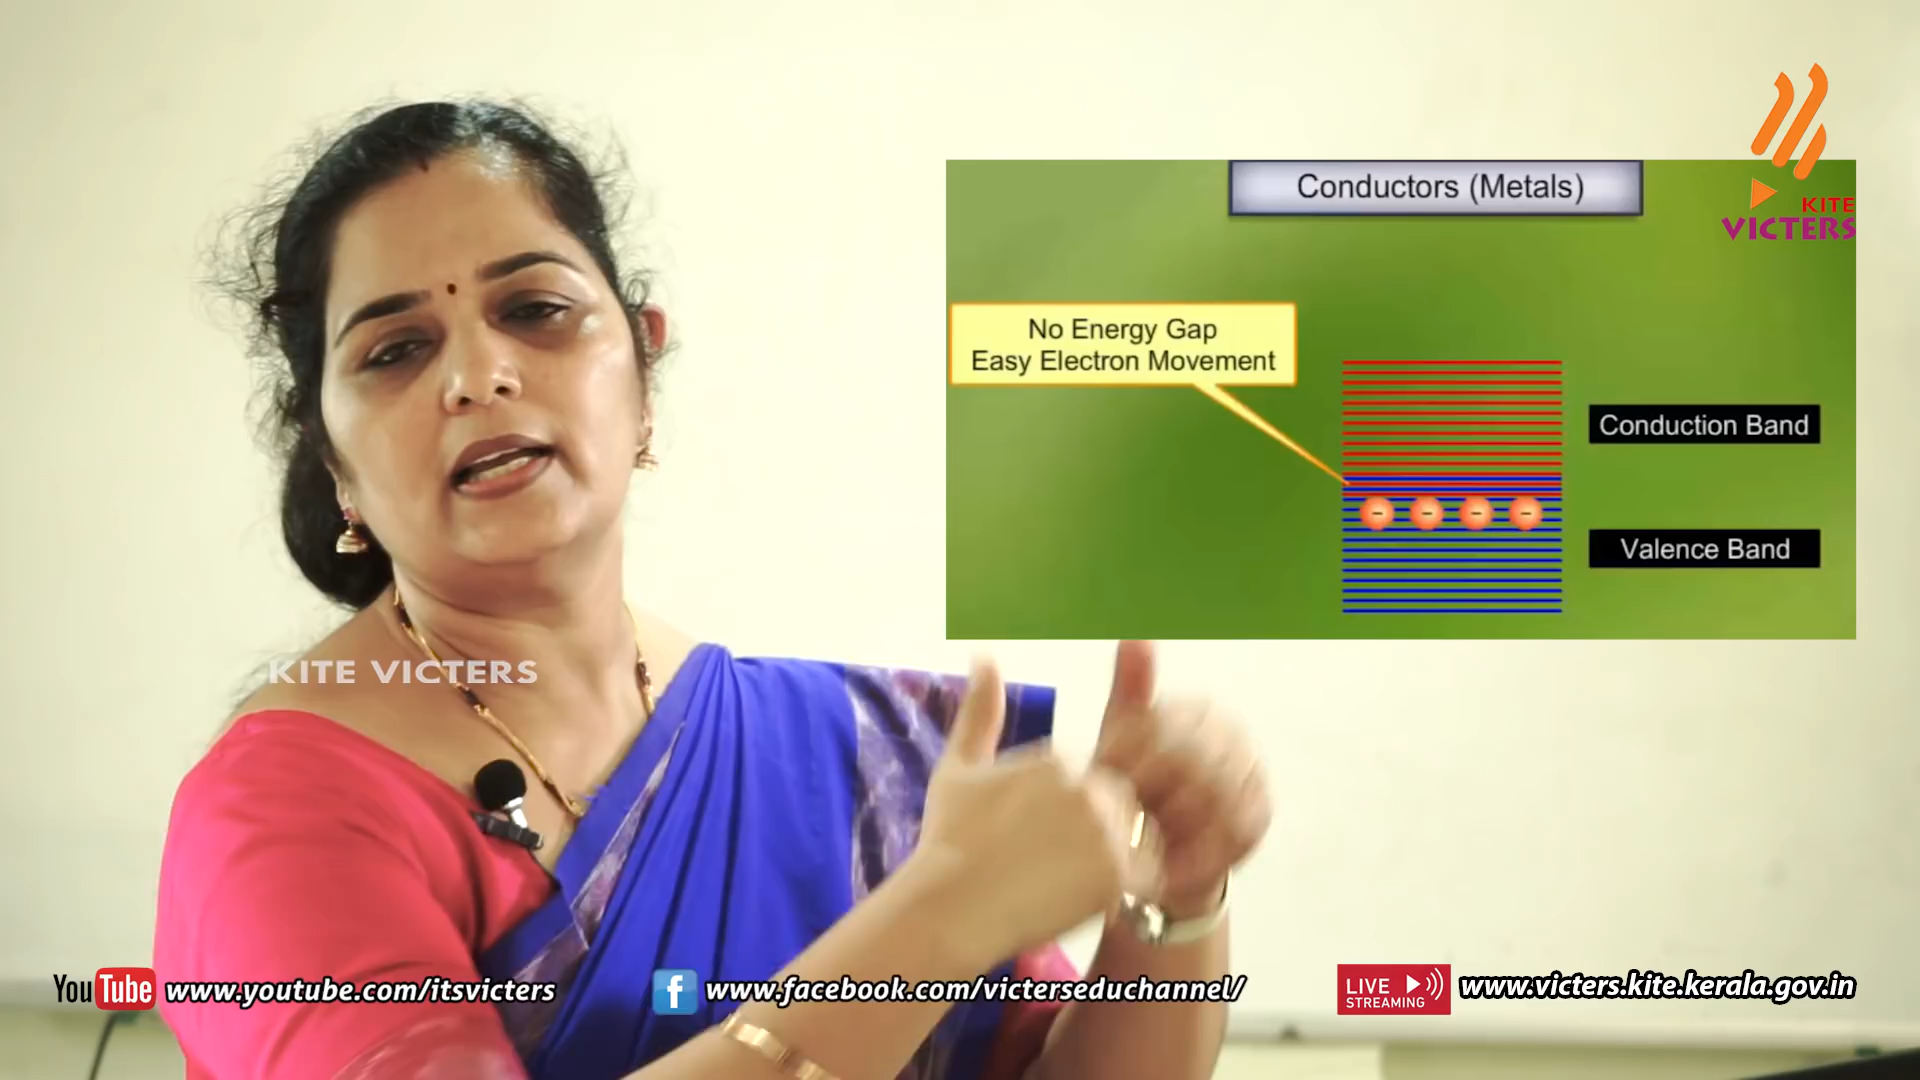 Conductors (Metals)
KITE
VICTERS
No Energy Gap
Easy Electron Movement
Conduction Band
Valence Band
- - - -
KITE VICTERS
YouTube www.youtube.com/itsvicters
f www.facebook.com/victerseduchannel/
LIVE STREAMING www.victers.kite.kerala.gov.in